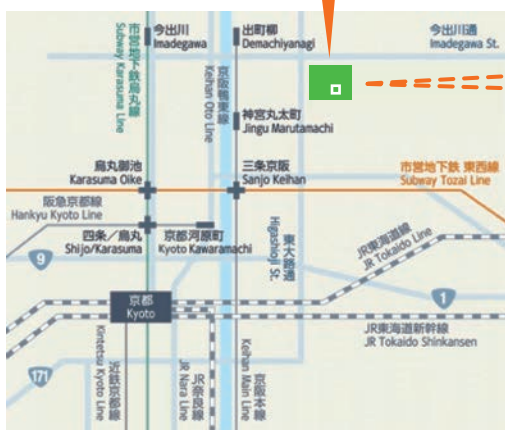 今出川
Imadegawa
出町柳
Demachiyanagi
今出川通
Imadegawa St.
市営地下鉄烏丸線
Subway Karasuma Line
京阪鴨東線
Keihan Oto Line
神宮丸太町
Jingu Marutamachi
烏丸御池
Karasuma Oike
三条京阪
Sanjo Keihan
市営地下鉄 東西線
Subway Tozai Line
阪急京都線
Hankyu Kyoto Line
四条／烏丸
Shijo/Karasuma
京都河原町
Kyoto Kawaramachi
東大路通
Higashioji St.
9
JR東海道線
JR Tokaido Line
京都
Kyoto
1
JR東海道新幹線
JR Tokaido Shinkansen
171
近鉄京都線
Kintetsu Kyoto Line
JR奈良線
JR Nara Line
京阪本線
Keihan Main Line